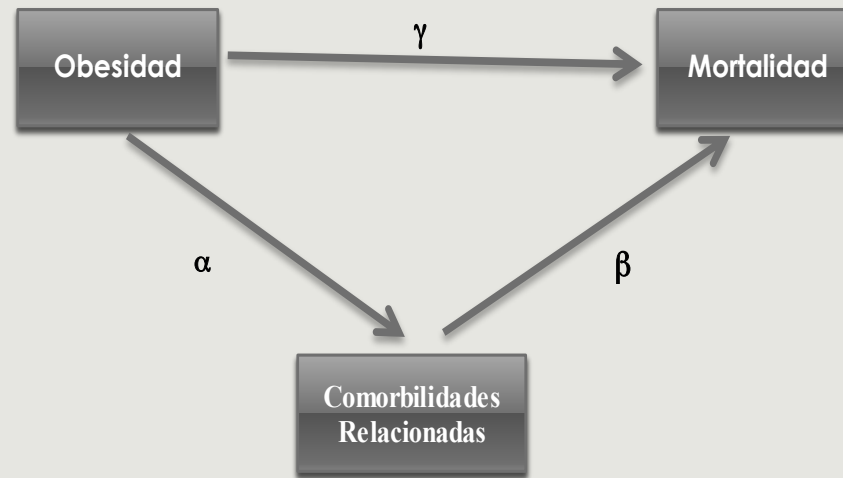 γ
Obesidad
Mortalidad
α
β
Comorbilidades
Relacionadas